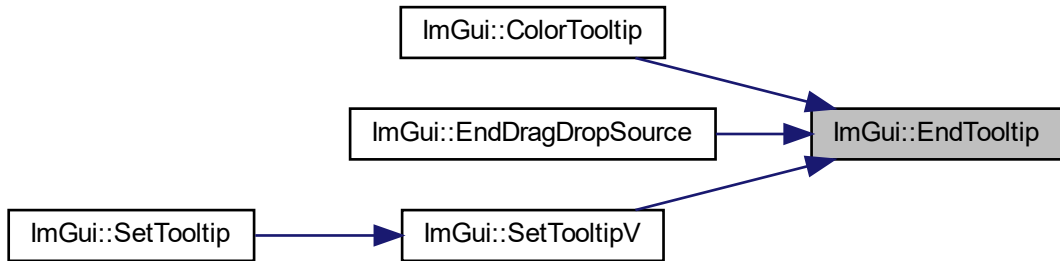 ImGui::ColorTooltip
ImGui::EndDragDropSource
ImGui::EndTooltip
ImGui::SetTooltip
ImGui::SetTooltipV